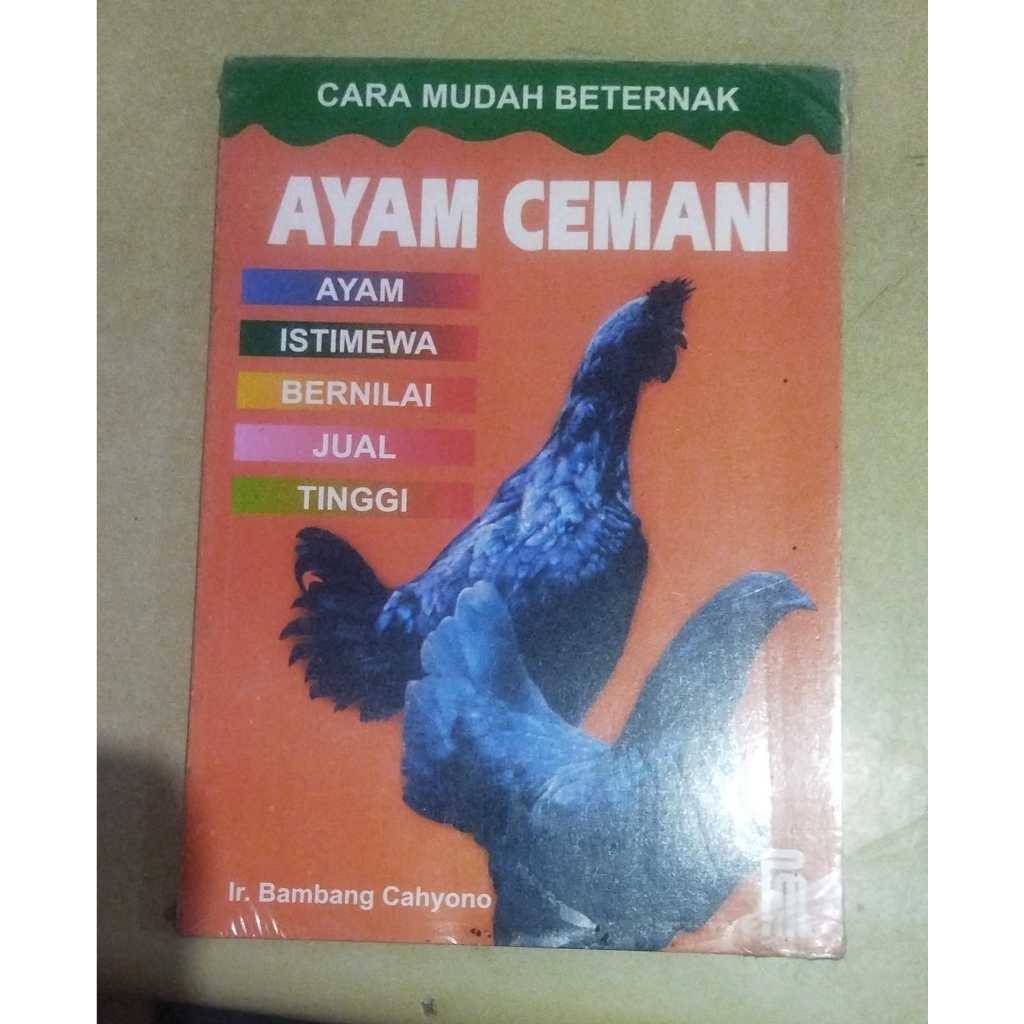 CARA MUDAH BETERNAK
AYAM CEMANI
AYAM
ISTIMEWA
BERNILAI
JUAL
TINGGI
Ir. Bambang Cahyono